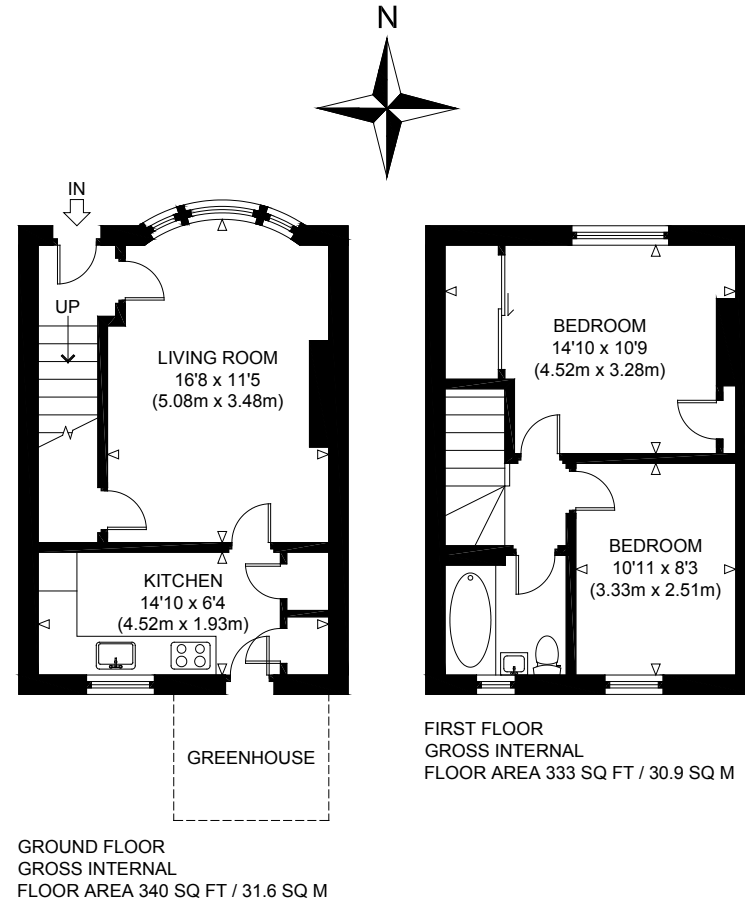 N
IN
UP
LIVING ROOM
16'8 x 11'5
(5.08m x 3.48m)
KITCHEN
14'10 x 6'4
(4.52m x 1.93m)
GREENHOUSE
GROUND FLOOR
GROSS INTERNAL
FLOOR AREA 340 SQ FT / 31.6 SQ M
BEDROOM
14'10 x 10'9
(4.52m x 3.28m)
BEDROOM
10'11 x 8'3
(3.33m x 2.51m)
FIRST FLOOR
GROSS INTERNAL
FLOOR AREA 333 SQ FT / 30.9 SQ M